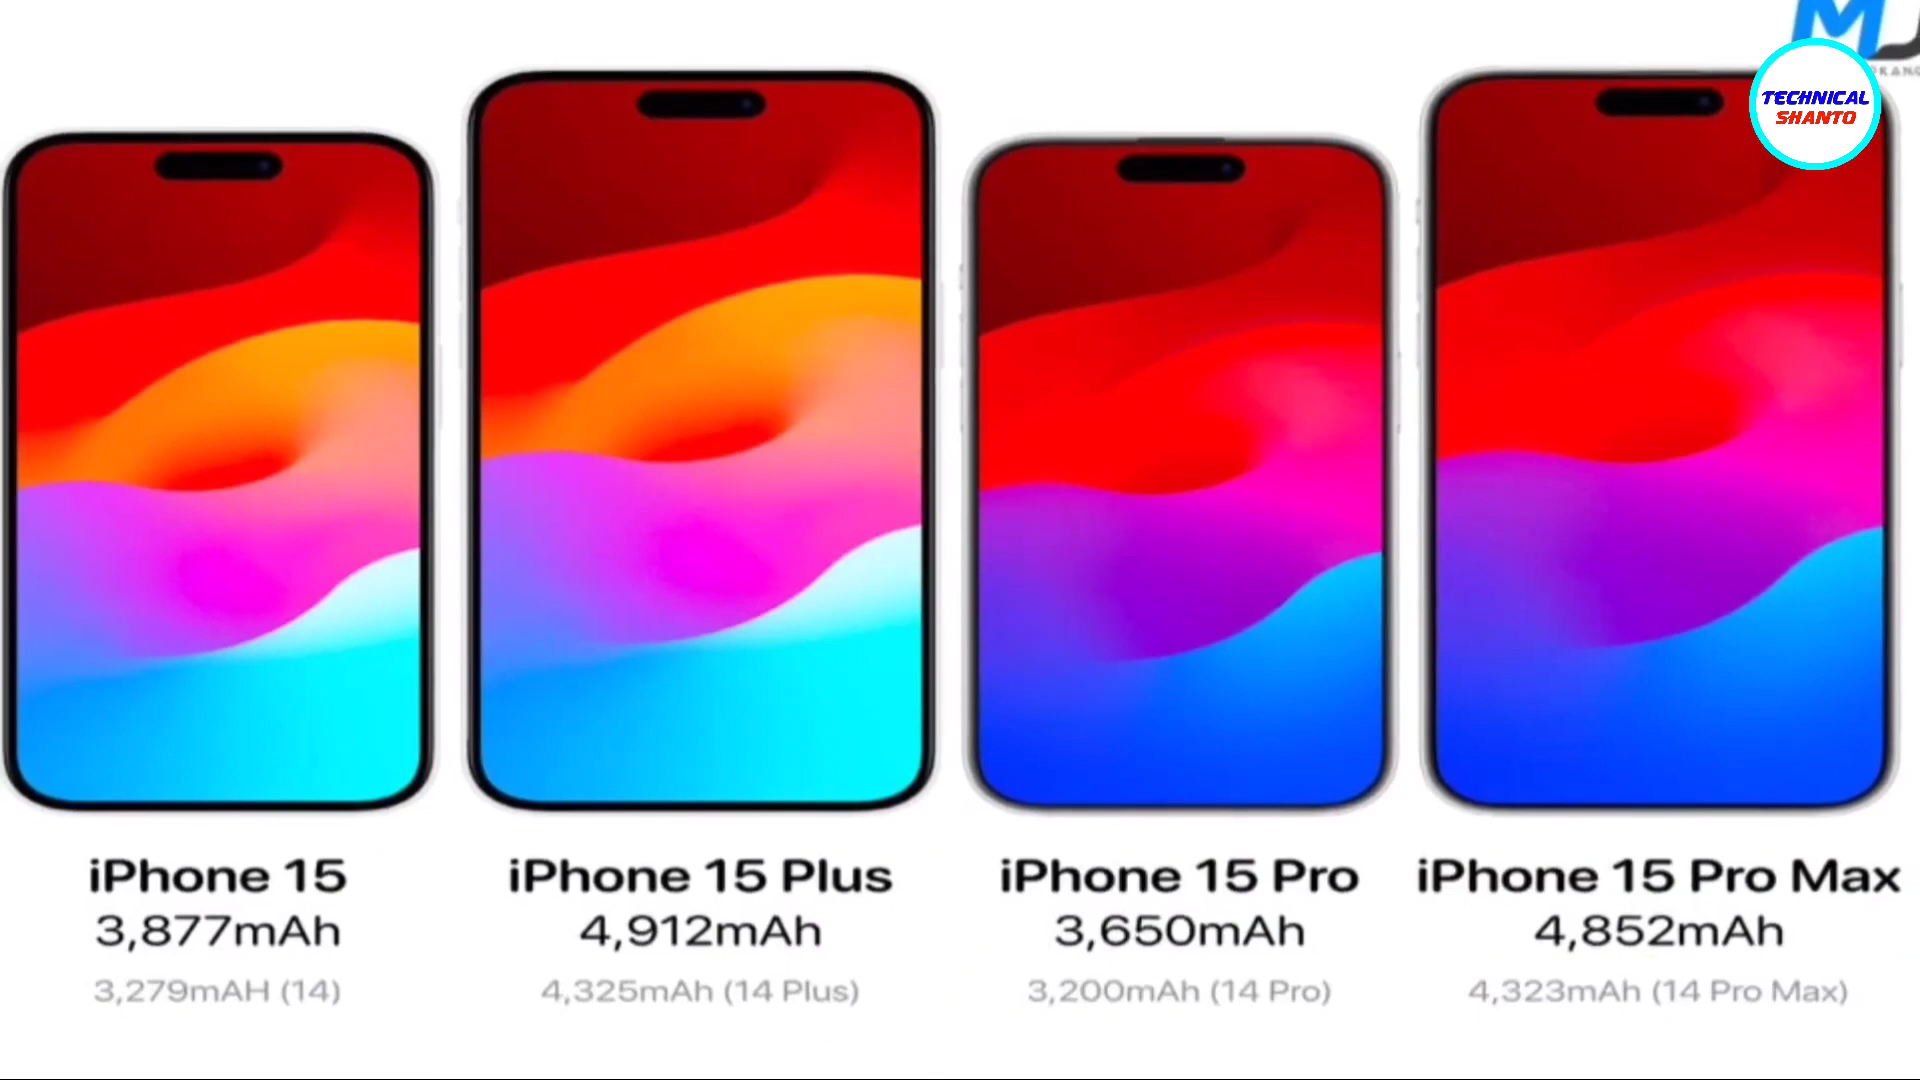 TECHNICAL
SHANTO
iPhone 15
3,877mAh
3,279mAH (14)
iPhone 15 Plus
4,912mAh
4,325mAh (14 Plus)
iPhone 15 Pro
3,650mAh
3,200mAh (14 Pro)
iPhone 15 Pro Max
4,852mAh
4,323mAh (14 Pro Max)